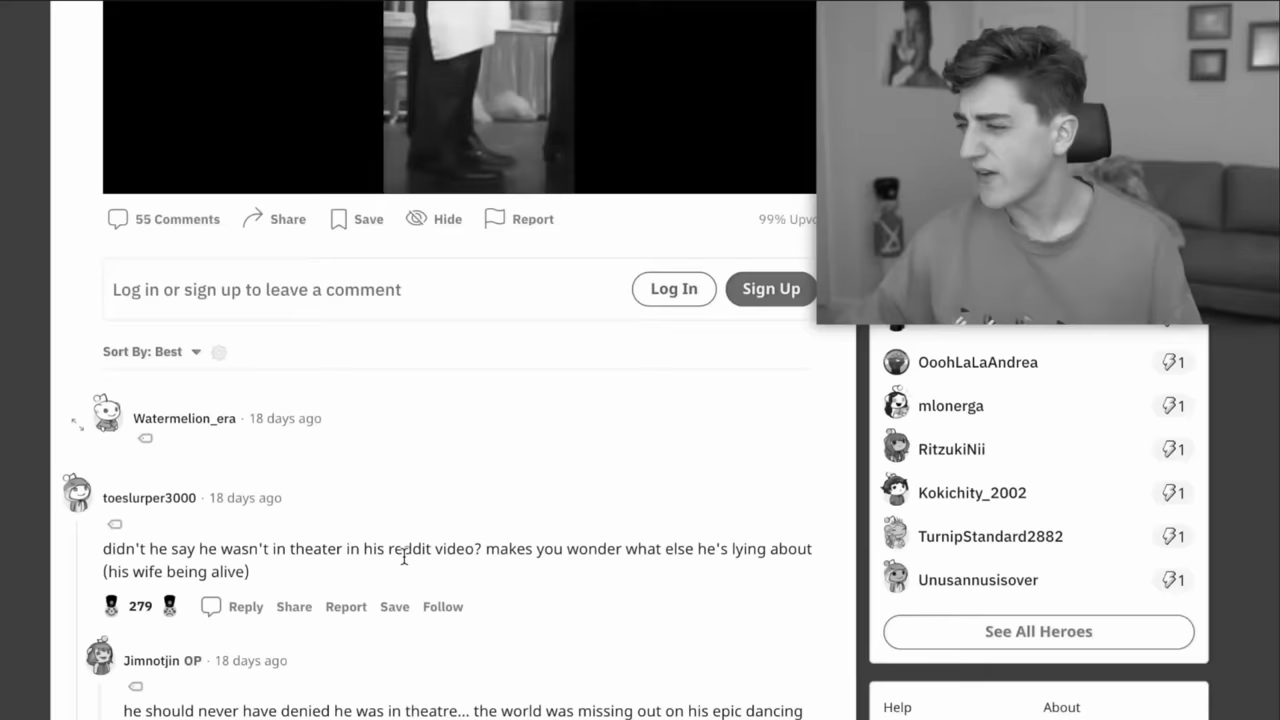 55 Comments Share Save Hide Report 99% Upvo
Log in or sign up to leave a comment Log In Sign Up
Sort By: Best
Watermelion_era · 18 days ago
toeslurper3000 · 18 days ago
didn't he say he wasn't in theater in his reddit video? makes you wonder what else he's lying about
(his wife being alive)
279 Reply Share Report Save Follow
Jimnotjin OP · 18 days ago
he should never have denied he was in theatre... the world was missing out on his epic dancing
OoohLaLaAndrea 1
mlonerga 1
RitzukiNii 1
Kokichity_2002 1
TurnipStandard2882 1
Unusannusisover 1
See All Heroes
Help About